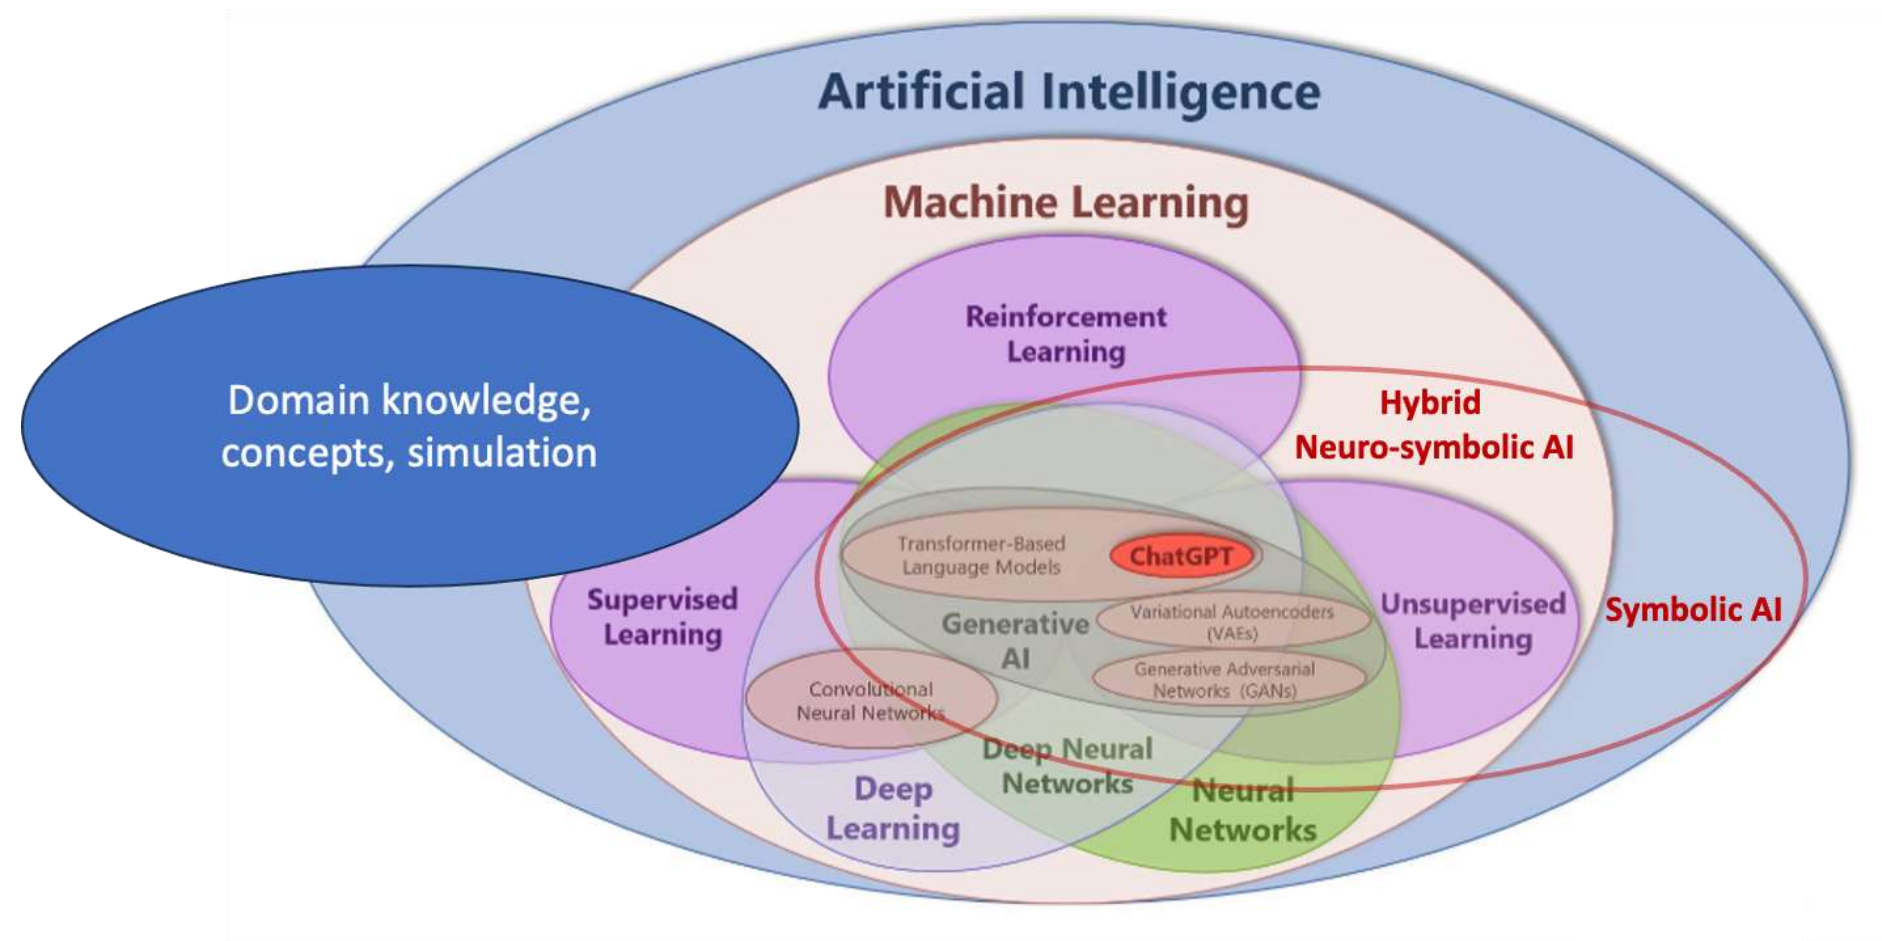 Artificial Intelligence
Machine Learning
Reinforcement
Learning
Hybrid
Neuro-symbolic AI
Domain knowledge,
concepts, simulation
Transformer-Based
Language Models
ChatGPT
Supervised
Learning
Generative
AI
Variational Autoencoders
(VAEs)
Unsupervised
Learning
Symbolic AI
Generative Adversarial
Networks (GANs)
Convolutional
Neural Networks
Deep Neural
Networks
Deep
Learning
Neural
Networks